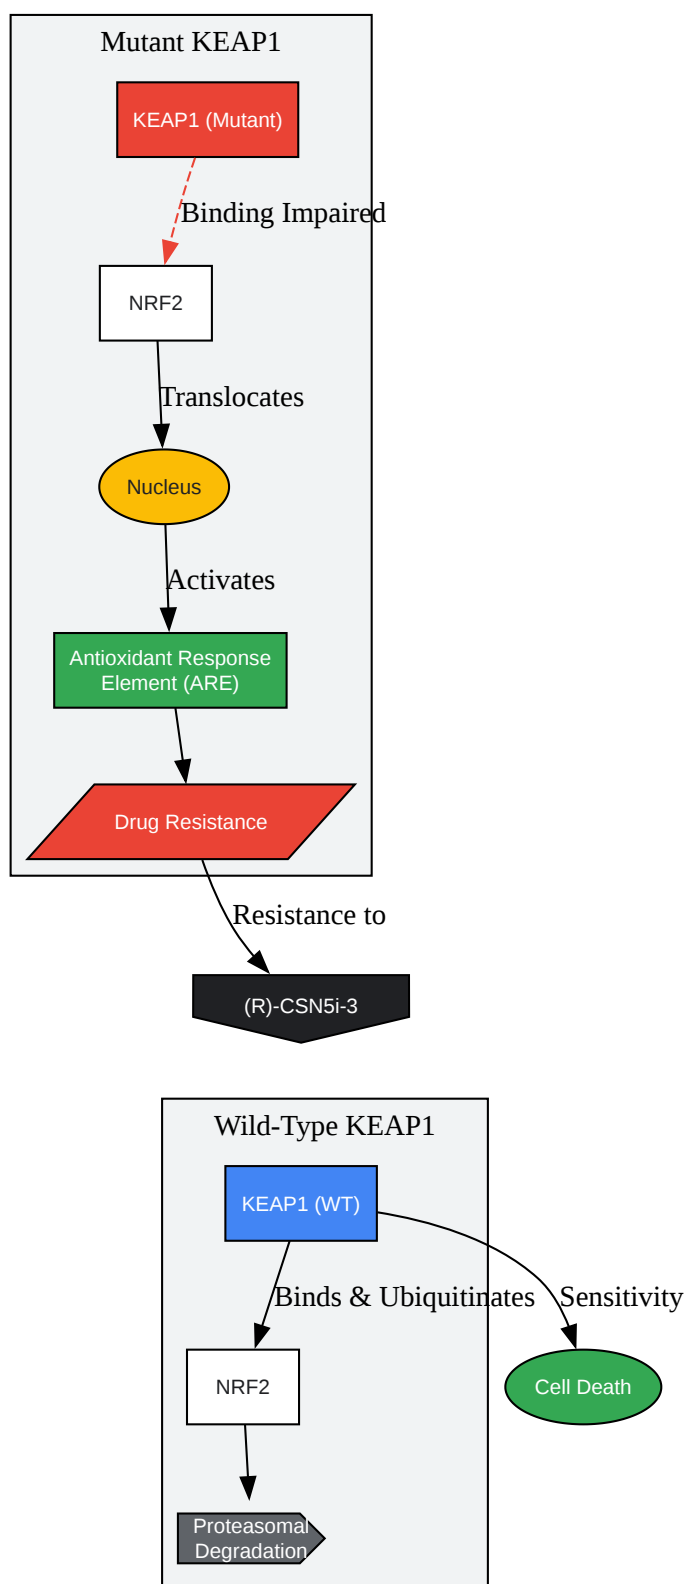 Mutant KEAP1
KEAP1 (Mutant)
Binding Impaired
NRF2
Translocates
Nucleus
Activates
Antioxidant Response
Element (ARE)
Drug Resistance
Resistance to
(R)-CSN5i-3
Wild-Type KEAP1
KEAP1 (WT)
Binds & Ubiquitinates
Sensitivity
NRF2
Cell Death
Proteasomal
Degradation